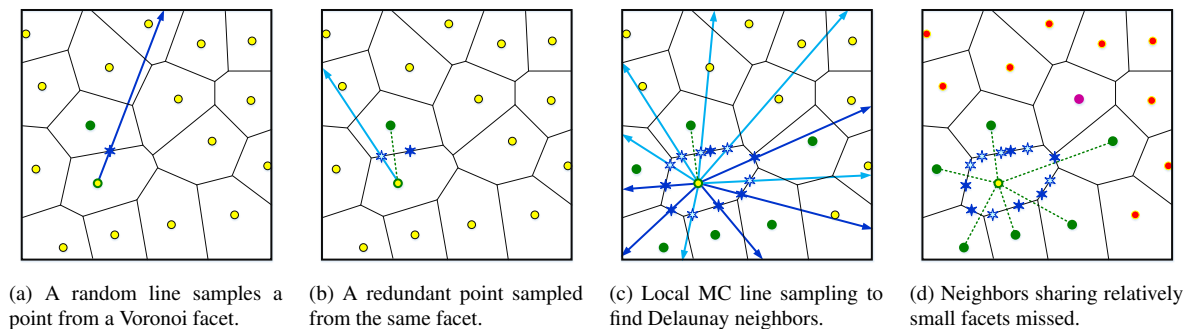 (a) A random line samples a
point from a Voronoi facet.
(b) A redundant point sampled
from the same facet.
(c) Local MC line sampling to
find Delaunay neighbors.
(d) Neighbors sharing relatively
small facets missed.